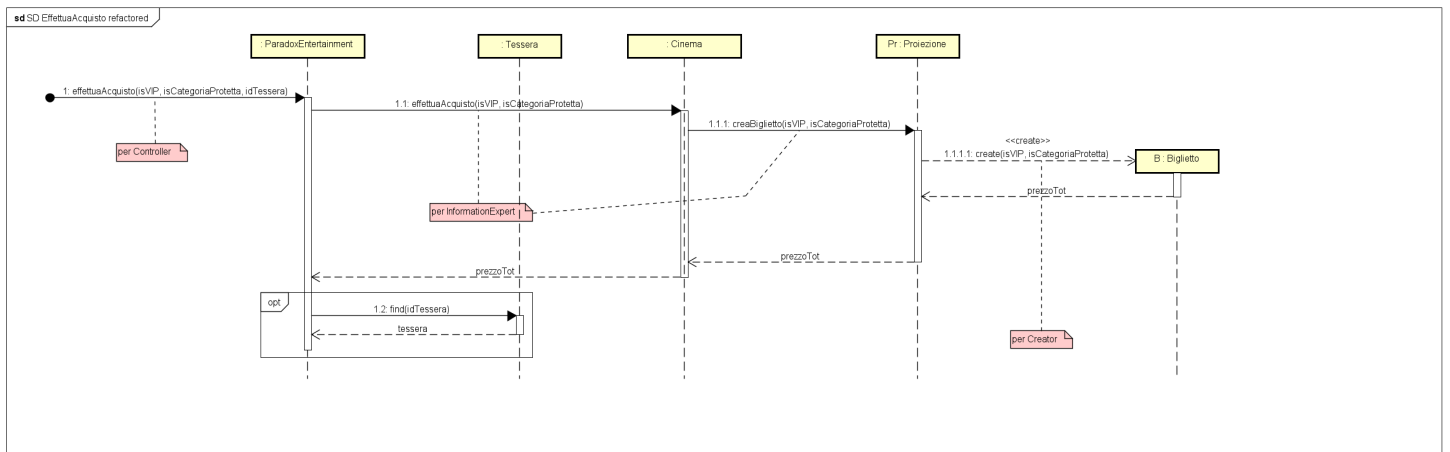 sd SD EffettuaAcquisto refactored
: ParadoxEntertainment
: Tessera
: Cinema
Pr : Proiezione
1: effettuaAcquisto(isVIP, isCategoriaProtetta, idTessera)
1.1: effettuaAcquisto(isVIP, isCategoriaProtetta)
1.1.1: creaBiglietto(isVIP, isCategoriaProtetta)
<<create>>
1.1.1.1: create(isVIP, isCategoriaProtetta)
B : Biglietto
per Controller
prezzoTot
per InformationExpert
prezzoTot
prezzoTot
opt
1.2: find(idTessera)
tessera
per Creator